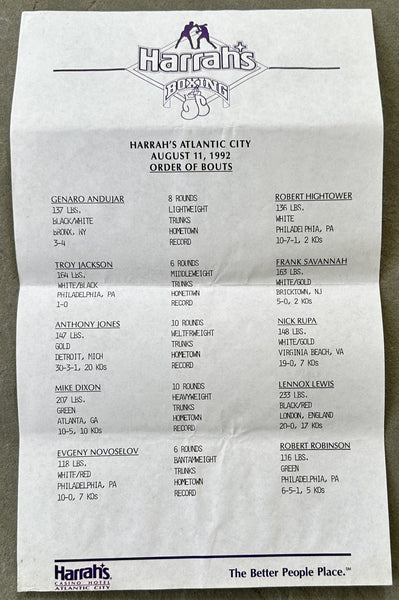 Harrah's
BOXING
HARRAH'S ATLANTIC CITY
AUGUST 11, 1992
ORDER OF BOUTS
GENARO ANDUJAR 8 ROUNDS ROBERT HIGHTOWER
137 LBS. LIGHTWEIGHT 136 LBS.
BLACK/WHITE TRUNKS WHITE
bRONX, NY HOMETOWN PHILADELPHIA, PA
3-4 RECORD 10-7-1, 2 KOs
TROY JACKSON 6 ROUNDS FRANK SAVANNAH
164 LBS. MIDDLEWEIGHT 163 LBS.
WHITE/BLACK TRUNKS WHITE/GOLD
PHILADELPHIA, PA HOMETOWN BRICKTOWN, NJ
1-0 RECORD 5-0, 2 KOs
ANTHONY JONES 10 ROUNDS NICK RUPA
147 LBS. WELTFRWEIGHT 148 LBS.
GOLD TRUNKS WHITE/GOLD
DETROIT, MICH HOMETOWN VIRGINIA BEACH, VA
30-3-1, 20 KOs RECORD 19-0, 7 KOs
MIKE DIXON 10 ROUNDS LENNOX LEWIS
207 LBS. HEAVYWEIGHT 233 LBS.
GREEN TRUNKS BLACK/RED
ATLANTA, GA HOMETOWN LONDON, ENGLAND
10-5, 10 KOs RECORD 20-0, 17 KOs
EVGENY NOVOSELOV 6 ROUNDS ROBERT ROBINSON
118 LBS. BANTAMWEIGHT 116 LBS.
WHITE/RED TRUNKS GREEN
PHILADELPHIA, PA HOMETOWN PHILADELPHIA, PA
10-0, 7 KOs RECORD 6-5-1, 5 KOs
Harrah's
CASINO HOTEL
ATLANTIC CITY
The Better People Place.℠